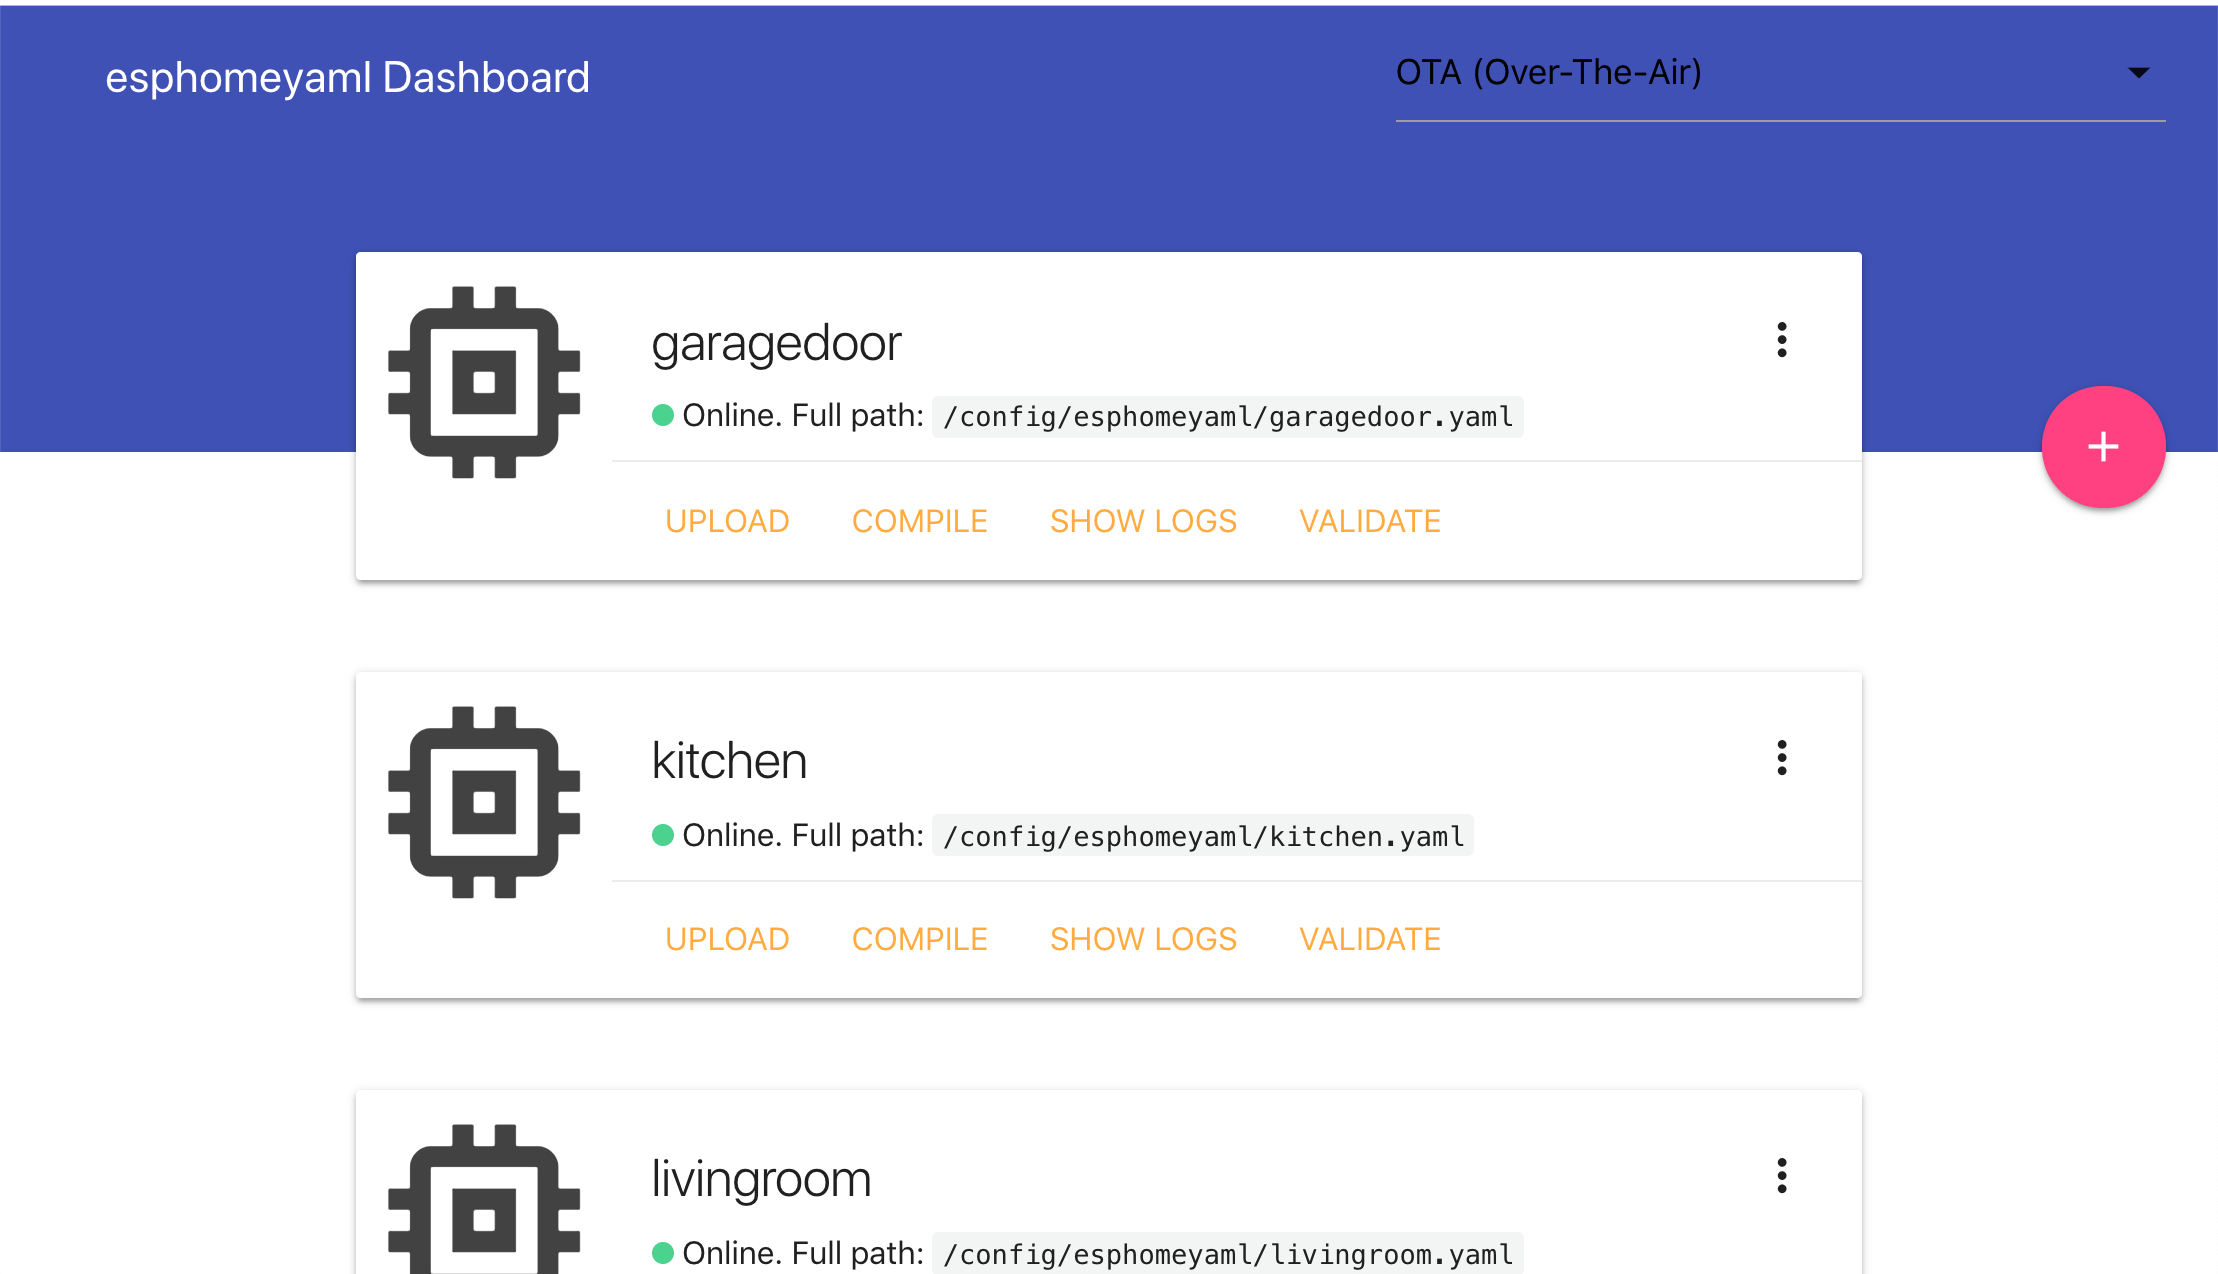 esphomeyaml Dashboard
OTA (Over-The-Air)
garagedoor
Online. Full path: /config/esphomeyaml/garagedoor.yaml
UPLOAD COMPILE SHOW LOGS VALIDATE
kitchen
Online. Full path: /config/esphomeyaml/kitchen.yaml
UPLOAD COMPILE SHOW LOGS VALIDATE
livingroom
Online. Full path: /config/esphomeyaml/livingroom.yaml